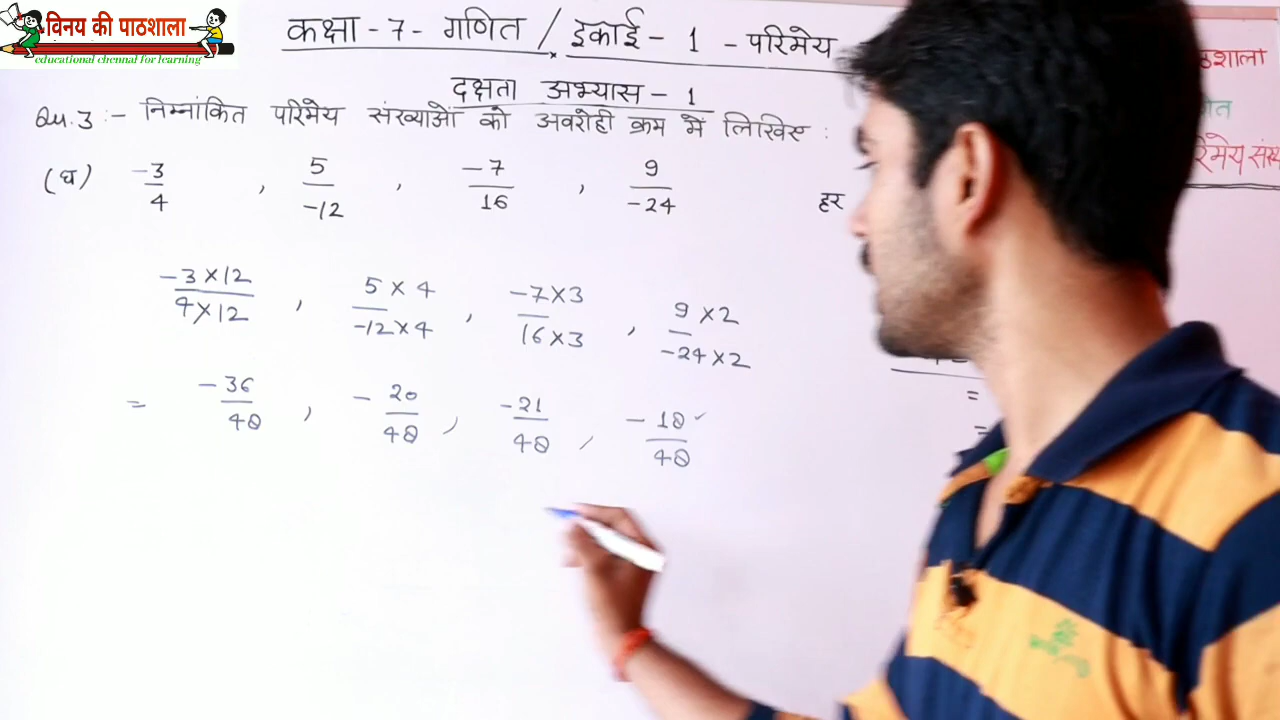 विनय की पाठशाला
educational chennal for learning
कक्षा - 7 - गणित / इकाई - 1 - परिमेय
दक्षता अभ्यास - 1
Qu. 3 :- निम्नांकित परिमेय संख्याओं को अवरोही क्रम में लिखिए :
(घ) -3/4 , 5/-12 , -7/16 , 9/-24
हर
-3×12/4×12 , 5×4/-12×4 , -7×3/16×3 , 9×2/-24×2
= -36/48 , -20/48 , -21/48 , -18/48 ✓
=
=
ठशाला
रिमेय संख